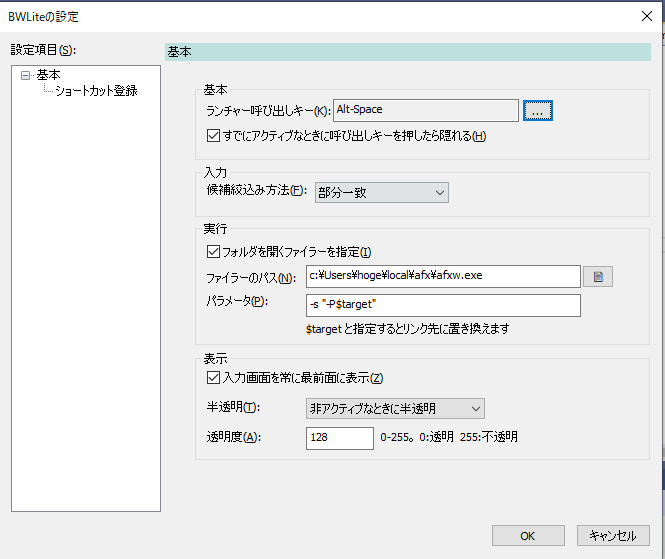 BWLiteの設定
設定項目(S):
基本
基本
ショートカット登録
基本
ランチャー呼び出しキー(K): Alt-Space ...
すでにアクティブなときに呼び出しキーを押したら隠れる(H)
入力
候補絞込み方法(F): 部分一致
実行
フォルダを開くファイラーを指定(I)
ファイラーのパス(N): c:¥Users¥hoge¥local¥afx¥afxw.exe
パラメータ(P): -s "-P$target"
$target と指定するとリンク先に置き換えます
表示
入力画面を常に最前面に表示(Z)
半透明(T): 非アクティブなときに半透明
透明度(A): 128 0-255。0:透明 255:不透明
OK キャンセル